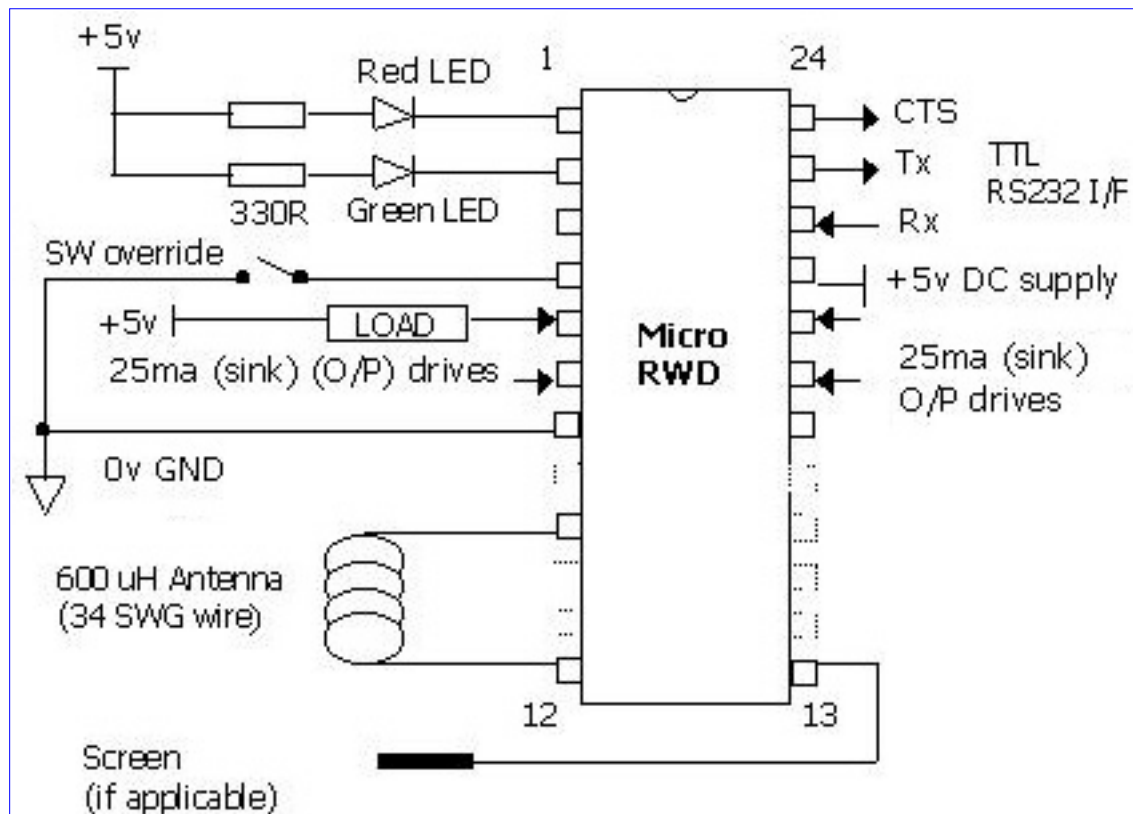 +5v
Red LED
1
24
CTS
Tx
TTL
RS232 I/F
Green LED
330R
Rx
SW override
+5v DC supply
+5v
LOAD
Micro
RWD
25ma (sink) (O/P) drives
25ma (sink)
O/P drives
0v GND
600 uH Antenna
(34 SWG wire)
12
13
Screen
(if applicable)